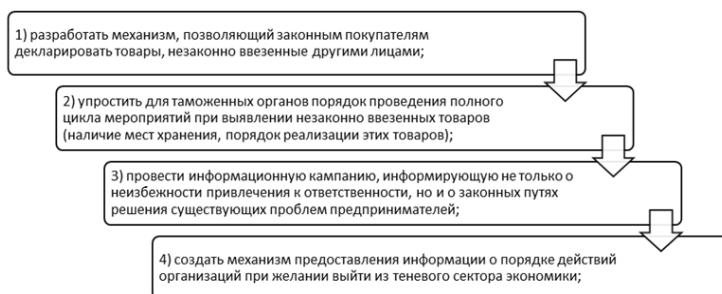 1) разработать механизм, позволяющий законным покупателям
декларировать товары, незаконно ввезенные другими лицами;
2) упростить для таможенных органов порядок проведения полного
цикла мероприятий при выявлении незаконно ввезенных товаров
(наличие мест хранения, порядок реализации этих товаров);
3) провести информационную кампанию, информирующую не только о
неизбежности привлечения к ответственности, но и о законных путях
решения существующих проблем предпринимателей;
4) создать механизм предоставления информации о порядке действий
организаций при желании выйти из теневого сектора экономики;